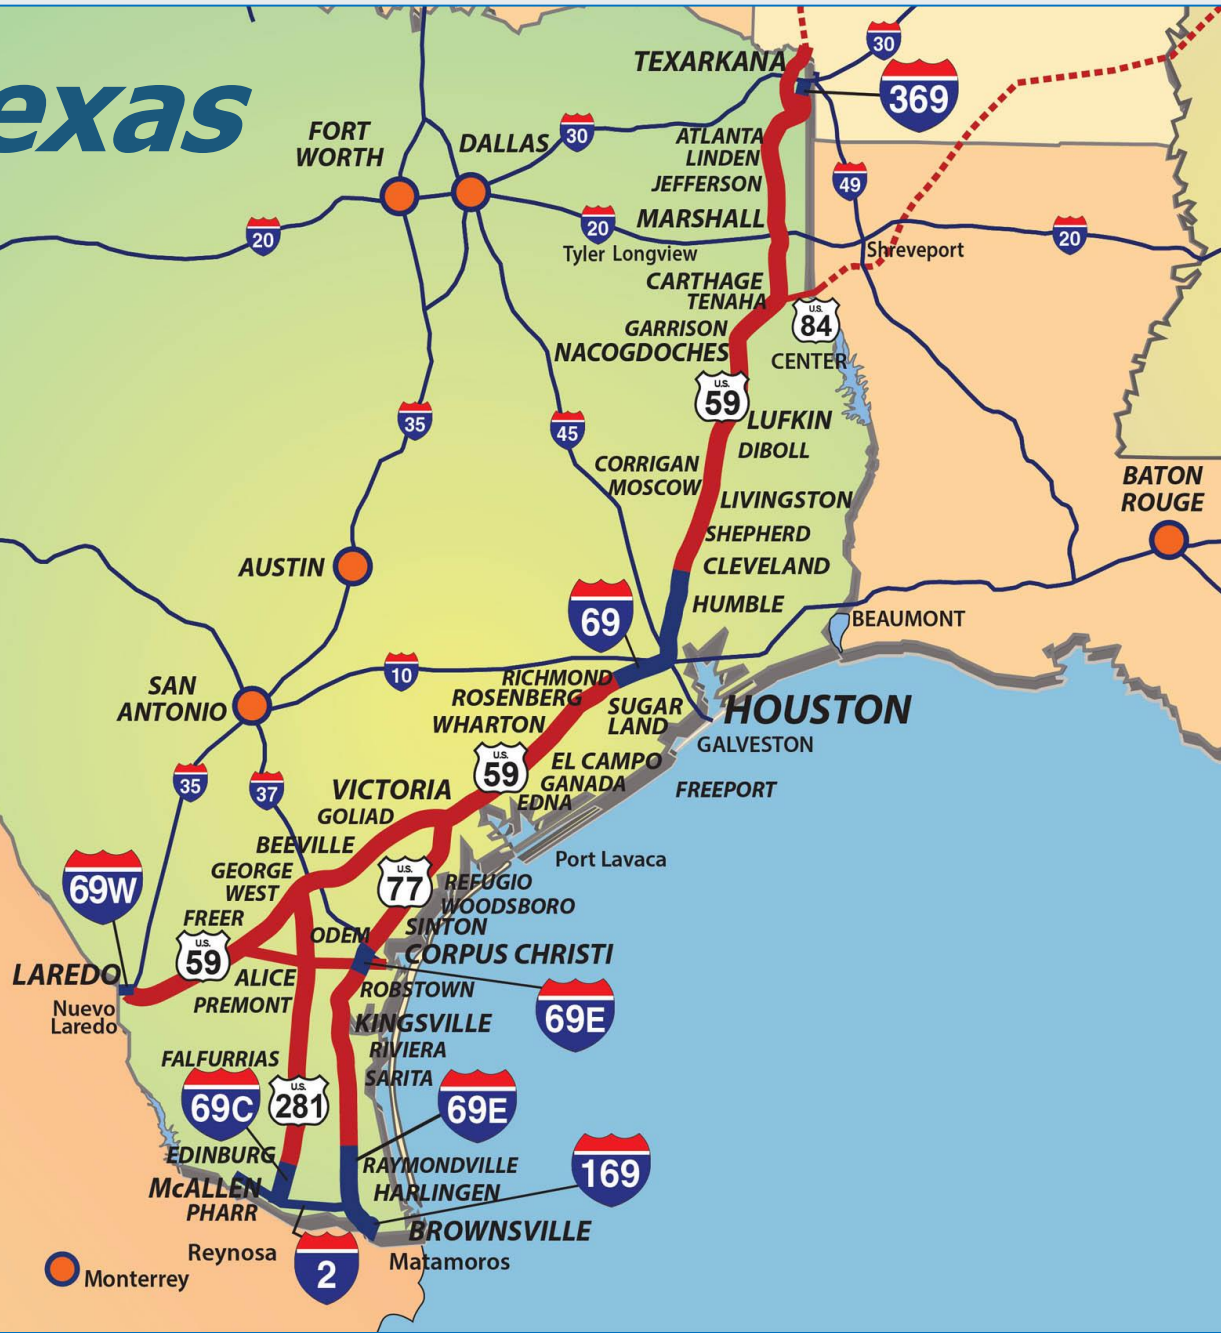 exas
TEXARKANA
30
369
FORT
WORTH
DALLAS
30
ATLANTA
LINDEN
JEFFERSON
49
MARSHALL
20
20
20
Tyler Longview
Shreveport
CARTHAGE
TENAHA
U.S.
84
GARRISON
NACOGDOCHES
CENTER
U.S.
59
35
45
LUFKIN
DIBOLL
CORRIGAN
MOSCOW
LIVINGSTON
BATON
ROUGE
SHEPHERD
AUSTIN
CLEVELAND
69
HUMBLE
BEAUMONT
10
SAN
ANTONIO
RICHMOND
ROSENBERG
SUGAR
LAND
HOUSTON
WHARTON
GALVESTON
U.S.
59
EL CAMPO
GANADA
EDNA
FREEPORT
35
37
VICTORIA
GOLIAD
BEEVILLE
Port Lavaca
GEORGE
WEST
69W
U.S.
77
REFUGIO
WOODSBORO
FREER
SINTON
ODEM
U.S.
59
CORPUS CHRISTI
LAREDO
ALICE
ROBSTOWN
PREMONT
Nuevo
Laredo
69E
KINGSVILLE
RIVIERA
FALFURRIAS
SARITA
69C
U.S.
281
69E
EDINBURG
RAYMONDVILLE
169
McALLEN
HARLINGEN
PHARR
BROWNSVILLE
Reynosa
Matamoros
2
Monterrey